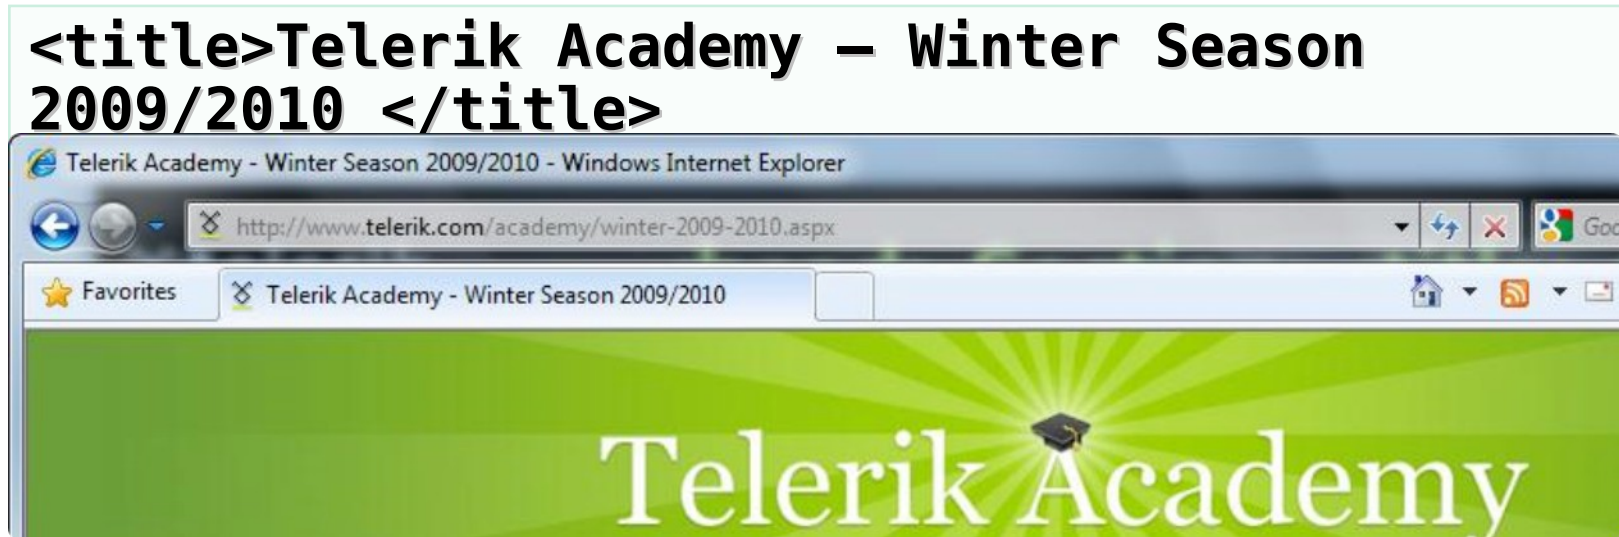 <title>Telerik Academy – Winter Season
2009/2010 </title>
Telerik Academy - Winter Season 2009/2010 - Windows Internet Explorer
http://www.telerik.com/academy/winter-2009-2010.aspx
Favorites
Telerik Academy - Winter Season 2009/2010
Telerik Academy